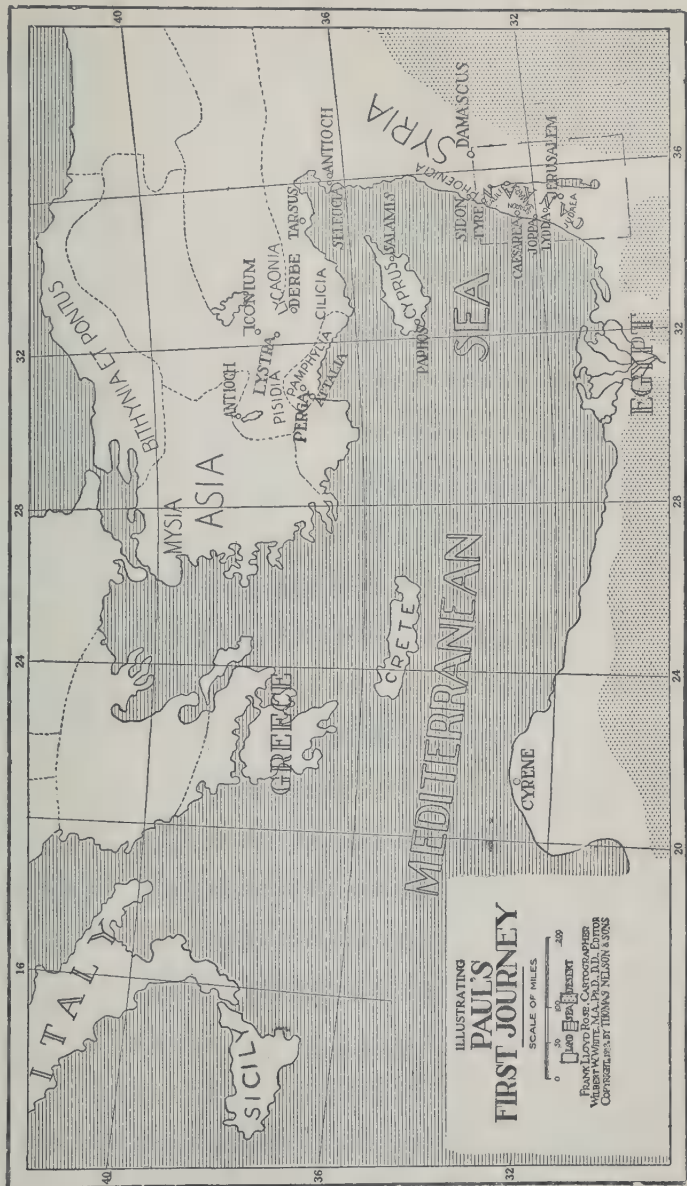 16
20
24
28
32
36
40
40
36
36
32
32
ITALY
SICILY
GREECE
CRETE
MEDITERRANEAN
SEA
CYRENE
EGYPT
MYSIA
ASIA
BITHYNIA ET PONTUS
ANTIOCH
PISIDIA
LYSTRA
ICONIUM
LYCAONIA
DERBE
PERGA
PAMPHYLIA
ATTALIA
CILICIA
TARSUS
SELEUCIA
ANTIOCH
CYPRUS
SALAMIS
PAPHOS
SYRIA
DAMASCUS
PHOENICIA
SIDON
TYRE
CAESAREA
JOPPA
LYDDA
JERUSALEM
ILLUSTRATING
PAUL'S
FIRST JOURNEY
SCALE OF MILES
0 50 100 200
LAND SEA DESERT
FRANK LLOYD ROSE, CARTOGRAPHER
WILBERT W. WHITE, M.A., PH.D., D.D., EDITOR
COPYRIGHT, BY THOMAS NELSON & SONS